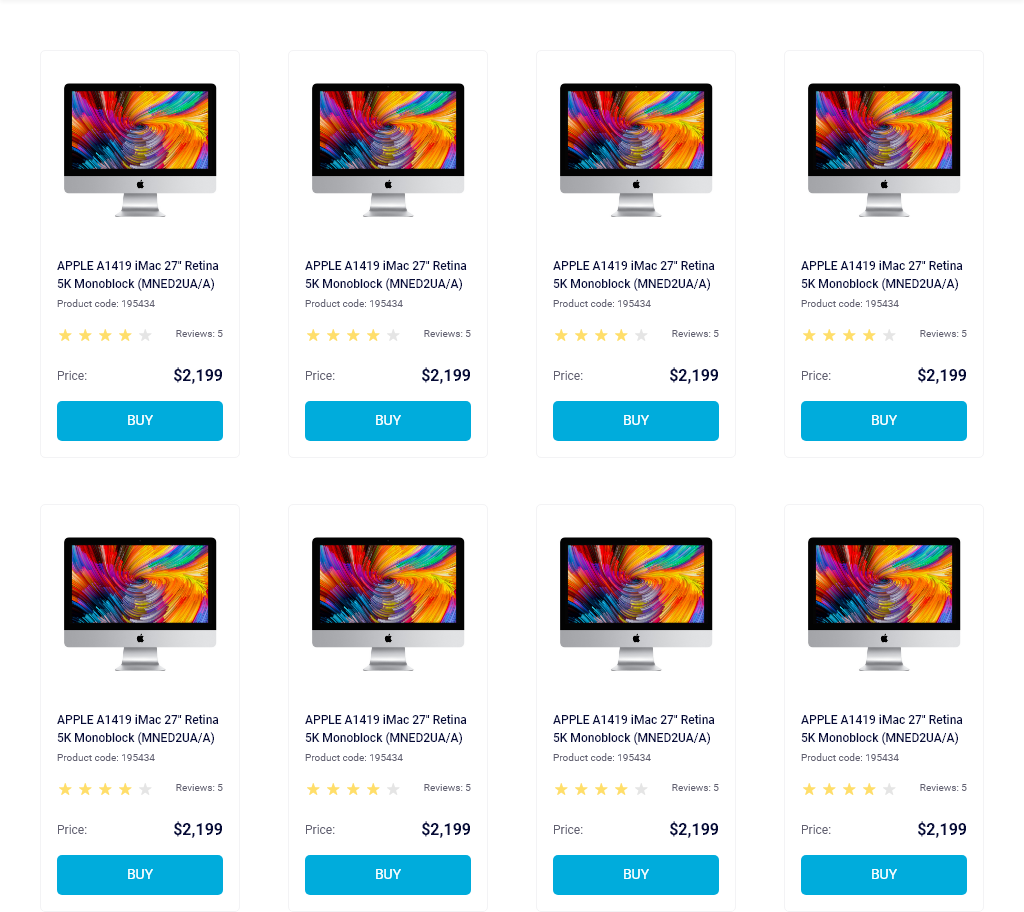 APPLE A1419 iMac 27" Retina
5K Monoblock (MNED2UA/A)
Product code: 195434
Reviews: 5
Price: $2,199
BUY
APPLE A1419 iMac 27" Retina
5K Monoblock (MNED2UA/A)
Product code: 195434
Reviews: 5
Price: $2,199
BUY
APPLE A1419 iMac 27" Retina
5K Monoblock (MNED2UA/A)
Product code: 195434
Reviews: 5
Price: $2,199
BUY
APPLE A1419 iMac 27" Retina
5K Monoblock (MNED2UA/A)
Product code: 195434
Reviews: 5
Price: $2,199
BUY
APPLE A1419 iMac 27" Retina
5K Monoblock (MNED2UA/A)
Product code: 195434
Reviews: 5
Price: $2,199
BUY
APPLE A1419 iMac 27" Retina
5K Monoblock (MNED2UA/A)
Product code: 195434
Reviews: 5
Price: $2,199
BUY
APPLE A1419 iMac 27" Retina
5K Monoblock (MNED2UA/A)
Product code: 195434
Reviews: 5
Price: $2,199
BUY
APPLE A1419 iMac 27" Retina
5K Monoblock (MNED2UA/A)
Product code: 195434
Reviews: 5
Price: $2,199
BUY